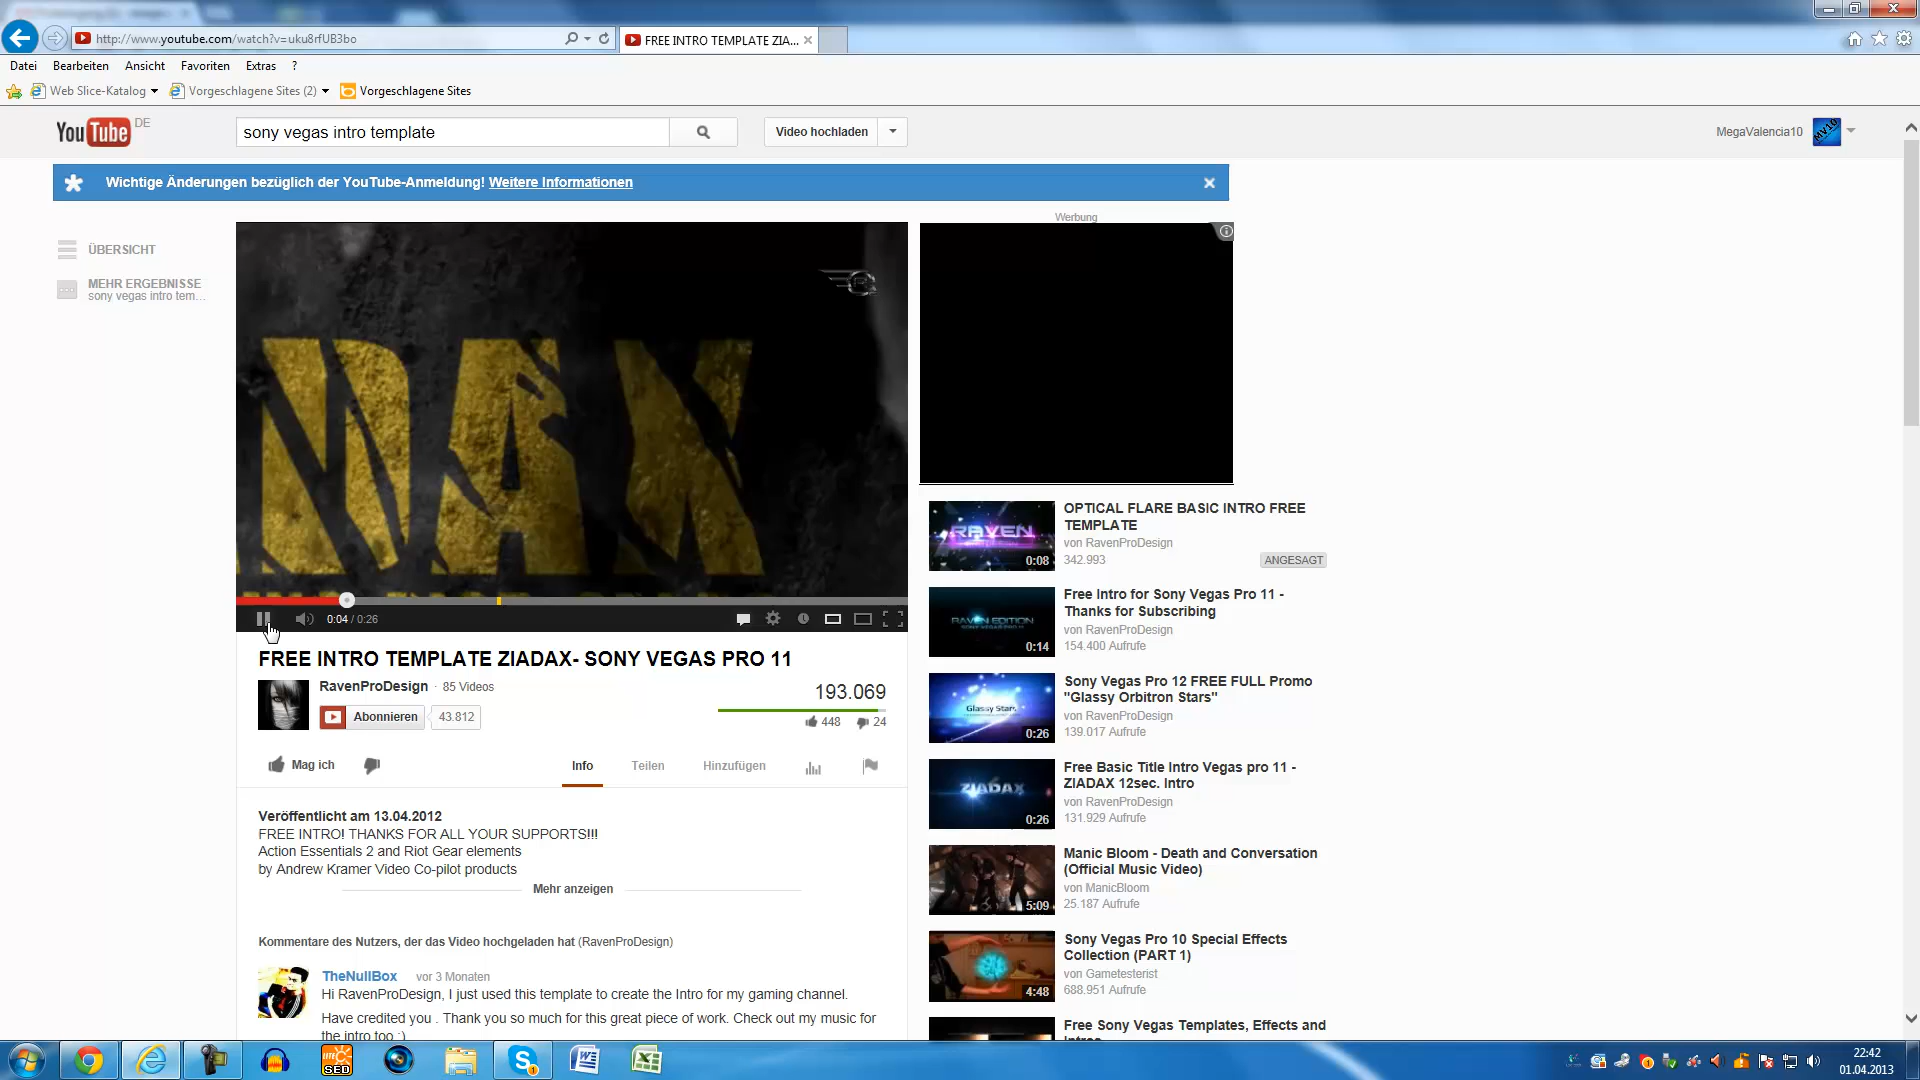 http://www.youtube.com/watch?v=uku8rfUB3bo
FREE INTRO TEMPLATE ZIA...
Datei Bearbeiten Ansicht Favoriten Extras ?
Web Slice-Katalog Vorgeschlagene Sites (2) Vorgeschlagene Sites
YouTube DE
sony vegas intro template
Video hochladen
MegaValencia10
MV10
Wichtige Änderungen bezüglich der YouTube-Anmeldung! Weitere Informationen
Werbung
ÜBERSICHT
MEHR ERGEBNISSE
sony vegas intro tem...
DAX
0:04 / 0:26
FREE INTRO TEMPLATE ZIADAX- SONY VEGAS PRO 11
RavenProDesign · 85 Videos
Abonnieren 43.812
193.069
448 24
Mag ich
Info Teilen Hinzufügen
Veröffentlicht am 13.04.2012
FREE INTRO! THANKS FOR ALL YOUR SUPPORTS!!!
Action Essentials 2 and Riot Gear elements
by Andrew Kramer Video Co-pilot products
Mehr anzeigen
Kommentare des Nutzers, der das Video hochgeladen hat (RavenProDesign)
TheNullBox vor 3 Monaten
Hi RavenProDesign, I just used this template to create the Intro for my gaming channel.
Have credited you . Thank you so much for this great piece of work. Check out my music for
the intro too :)
RAVEN
0:08
OPTICAL FLARE BASIC INTRO FREE
TEMPLATE
von RavenProDesign
342.993
ANGESAGT
RAVEN EDITION
0:14
Free Intro for Sony Vegas Pro 11 -
Thanks for Subscribing
von RavenProDesign
154.400 Aufrufe
Glassy Stars
0:26
Sony Vegas Pro 12 FREE FULL Promo
"Glassy Orbitron Stars"
von RavenProDesign
139.017 Aufrufe
ZIADAX
0:26
Free Basic Title Intro Vegas pro 11 -
ZIADAX 12sec. Intro
von RavenProDesign
131.929 Aufrufe
5:09
Manic Bloom - Death and Conversation
(Official Music Video)
von ManicBloom
25.187 Aufrufe
4:48
Sony Vegas Pro 10 Special Effects
Collection (PART 1)
von Gametesterist
688.951 Aufrufe
Free Sony Vegas Templates, Effects and
SED
22:42
01.04.2013